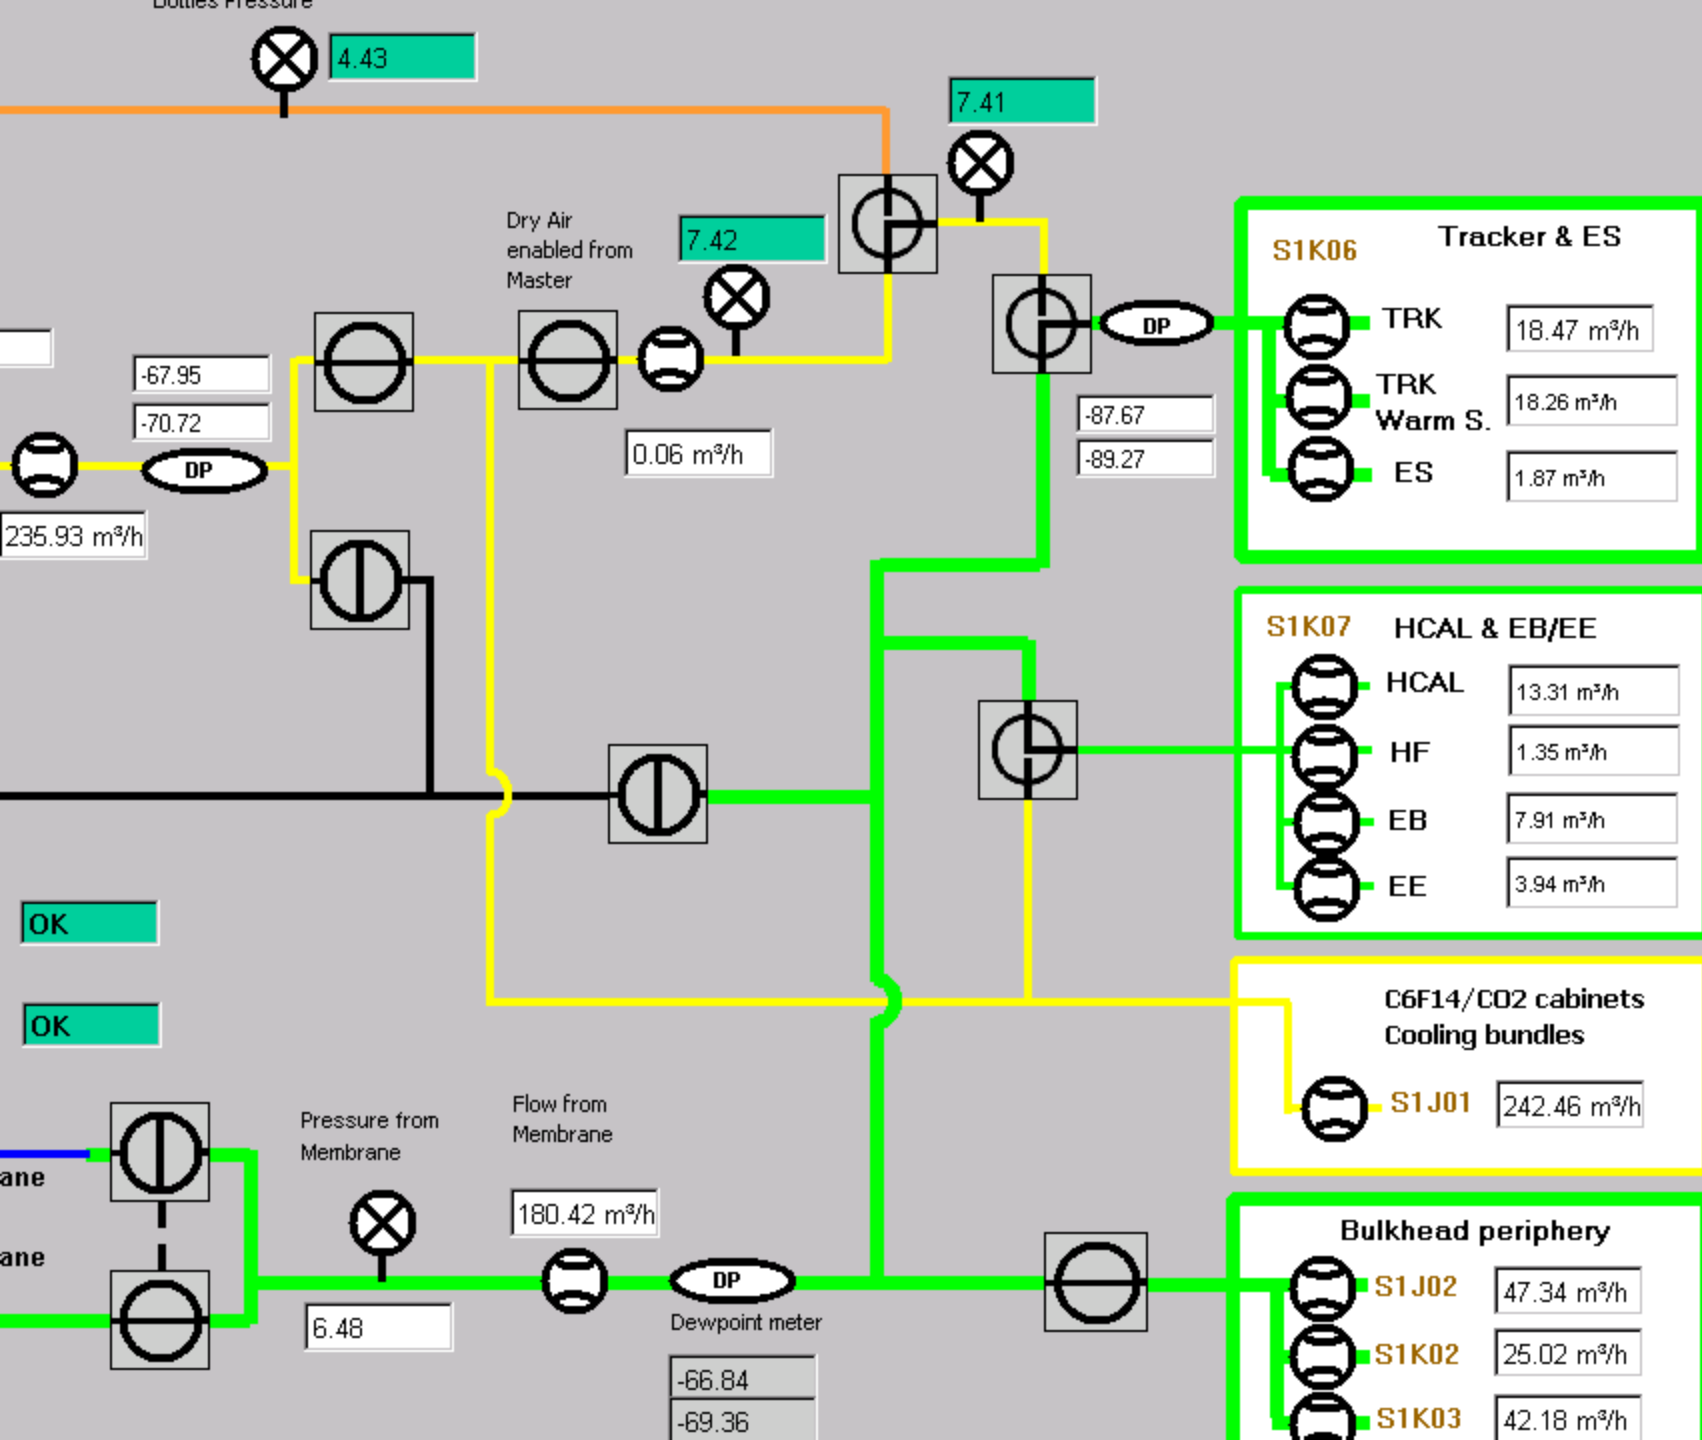 Bottles Pressure
4.43
7.41
Dry Air
enabled from
Master
7.42
S1K06
Tracker & ES
DP
TRK
18.47 m³/h
TRK
Warm S.
18.26 m³/h
ES
1.87 m³/h
-67.95
-70.72
DP
0.06 m³/h
-87.67
-89.27
235.93 m³/h
S1K07
HCAL & EB/EE
HCAL
13.31 m³/h
HF
1.35 m³/h
EB
7.91 m³/h
EE
3.94 m³/h
OK
OK
C6F14/CO2 cabinets
Cooling bundles
S1J01
242.46 m³/h
Pressure from
Membrane
Flow from
Membrane
ane
ane
180.42 m³/h
6.48
DP
Dewpoint meter
-66.84
-69.36
Bulkhead periphery
S1J02
47.34 m³/h
S1K02
25.02 m³/h
S1K03
42.18 m³/h